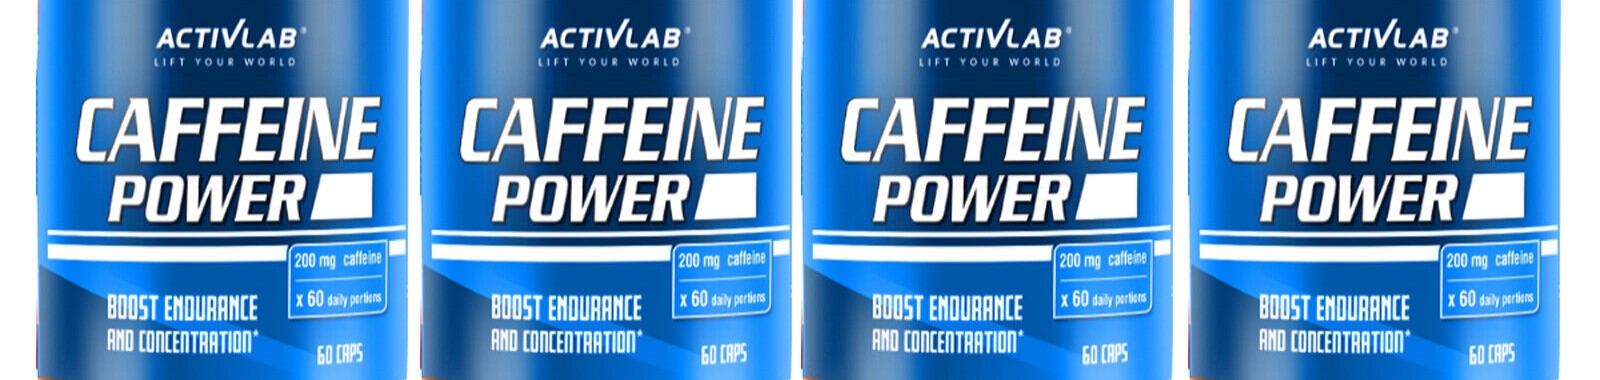 ACTIVLAB®
LIFT YOUR WORLD
CAFFEINE
POWER
200 mg caffeine
x 60 daily portions
BOOST ENDURANCE
AND CONCENTRATION*
60 CAPS
ACTIVLAB®
LIFT YOUR WORLD
CAFFEINE
POWER
200 mg caffeine
x 60 daily portions
BOOST ENDURANCE
AND CONCENTRATION*
60 CAPS
ACTIVLAB®
LIFT YOUR WORLD
CAFFEINE
POWER
200 mg caffeine
x 60 daily portions
BOOST ENDURANCE
AND CONCENTRATION*
60 CAPS
ACTIVLAB®
LIFT YOUR WORLD
CAFFEINE
POWER
200 mg caffeine
x 60 daily portions
BOOST ENDURANCE
AND CONCENTRATION*
60 CAPS